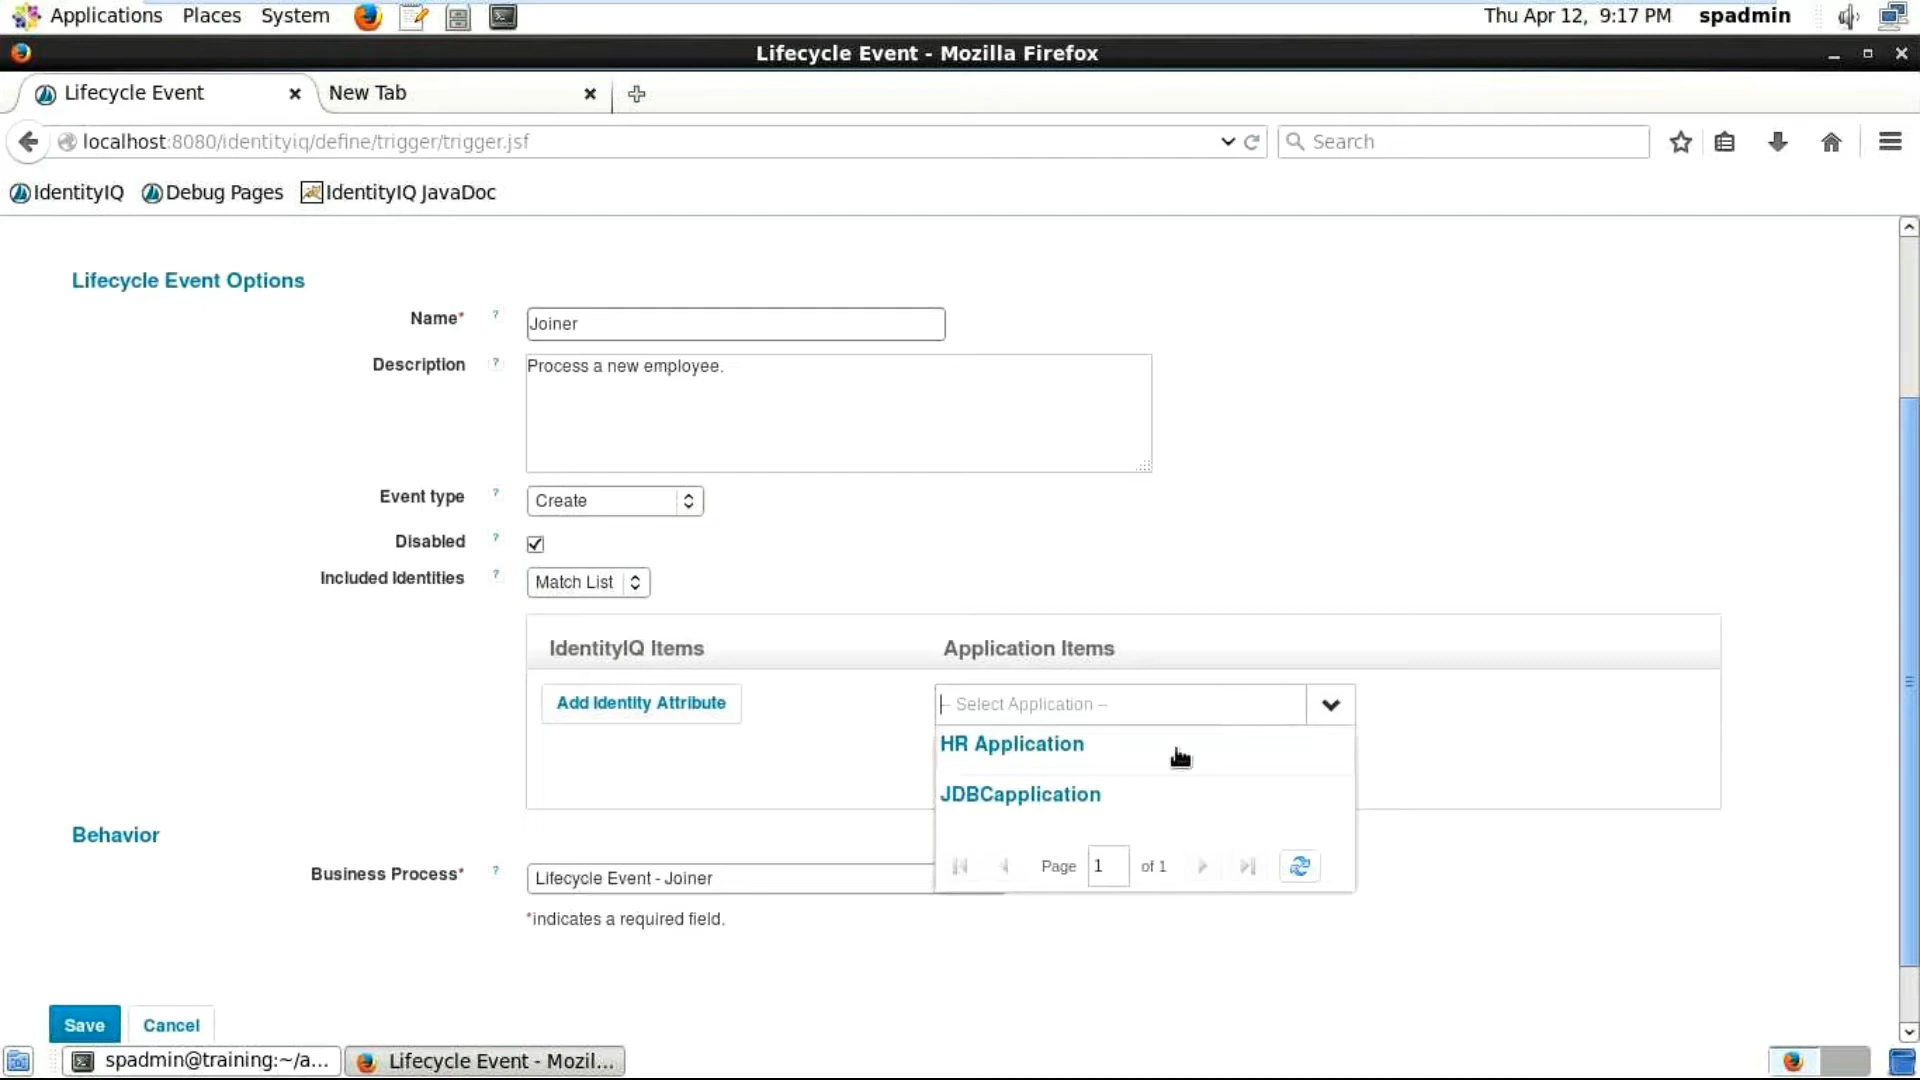 Applications Places System Thu Apr 12, 9:17 PM spadmin
Lifecycle Event - Mozilla Firefox
Lifecycle Event New Tab
localhost:8080/identityiq/define/trigger/trigger.jsf Search
IdentityIQ Debug Pages IdentityIQ JavaDoc
Lifecycle Event Options
Name* ? Joiner
Description ? Process a new employee.
Event type ? Create
Disabled ?
Included Identities ? Match List
IdentityIQ Items Application Items
Add Identity Attribute -- Select Application --
HR Application
JDBCapplication
Page 1 of 1
Behavior
Business Process* ? Lifecycle Event - Joiner
*indicates a required field.
Save Cancel
spadmin@training:~/a... Lifecycle Event - Mozil...